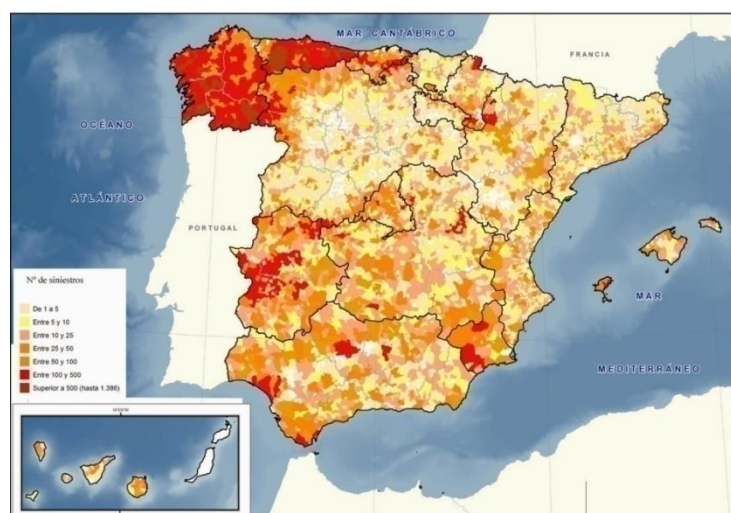 MAR CANTÁBRICO
FRANCIA
OCÉANO
ATLÁNTICO
PORTUGAL
MAR
MEDITERRÁNEO
Nº de siniestros
De 1 a 5
Entre 5 y 10
Entre 10 y 25
Entre 25 y 50
Entre 50 y 100
Entre 100 y 500
Superior a 500 (hasta 1.386)